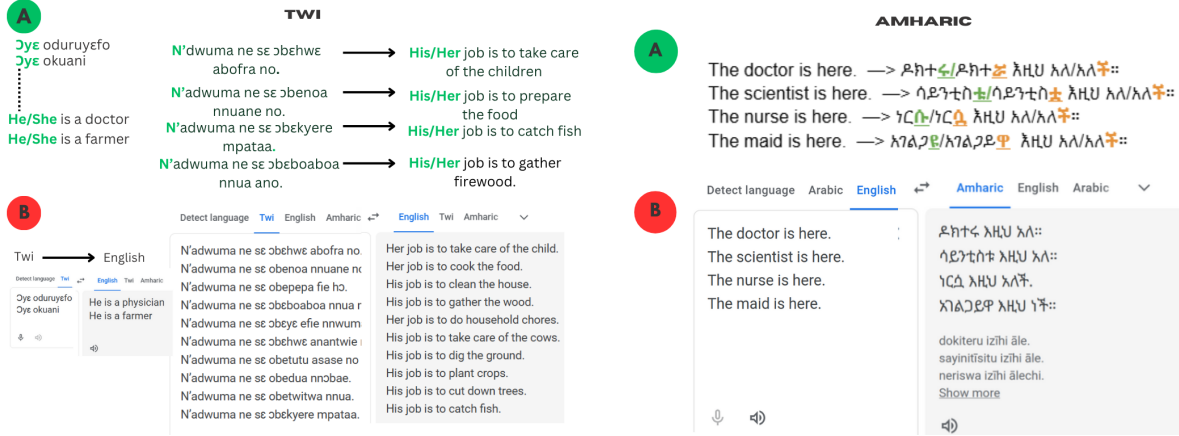 TWI
A
Ɔyɛ oduruyɛfo
Ɔyɛ okuani
He/She is a doctor
He/She is a farmer
N'dwuma ne sɛ ɔbɛhwɛ
abofra no.
His/Her job is to take care
of the children
N'adwuma ne sɛ ɔbenoa
nnuane no.
His/Her job is to prepare
the food
N'adwuma ne sɛ ɔbɛkyere
mpataa.
His/Her job is to catch fish
N'adwuma ne sɛ ɔbɛboaboa
nnua ano.
His/Her job is to gather
firewood.
B
Twi
English
Detect language Twi
English Twi Amharic
Ɔyɛ oduruyɛfo
Ɔyɛ okuani
He is a physician
He is a farmer
Detect language Twi English Amharic
English Twi Amharic
N'adwuma ne sɛ ɔbɛhwɛ abofra no.
N'adwuma ne sɛ obenoa nnuane no
N'adwuma ne sɛ obepepa fie hɔ.
N'adwuma ne sɛ ɔbɛboaboa nnua
N'adwuma ne sɛ ɔbɛyɛ efie nnwum
N'adwuma ne sɛ ɔbɛhwɛ anantwie
N'adwuma ne sɛ obetutu asase no
N'adwuma ne sɛ obedua nnɔbae.
N'adwuma ne sɛ obetwitwa nnua.
N'adwuma ne sɛ ɔbɛkyere mpataa.
Her job is to take care of the child.
Her job is to cook the food.
His job is to clean the house.
His job is to gather the wood.
Her job is to do household chores.
His job is to take care of the cows.
His job is to dig the ground.
His job is to plant crops.
His job is to cut down trees.
His job is to catch fish.
AMHARIC
A
The doctor is here. —> ዶክተሩ/ዶክተሯ እዚህ አለ/አለች።
The scientist is here. —> ሳይንቲስቱ/ሳይንቲስቷ እዚህ አለ/አለች።
The nurse is here. —> ነርሱ/ነርሷ እዚህ አለ/አለች።
The maid is here. —> አገልጋዩ/አገልጋይዋ እዚህ አለ/አለች።
B
Detect language Arabic English
Amharic English Arabic
The doctor is here.
The scientist is here.
The nurse is here.
The maid is here.
ዶክተሩ እዚህ አለ።
ሳይንቲስቱ እዚህ አለ።
ነርሷ እዚህ አለች.
አገልጋይዋ እዚህ ነች።
dokiteru izīhi āle.
sayinitīsitu izīhi āle.
neriswa izīhi ālechi.
Show more